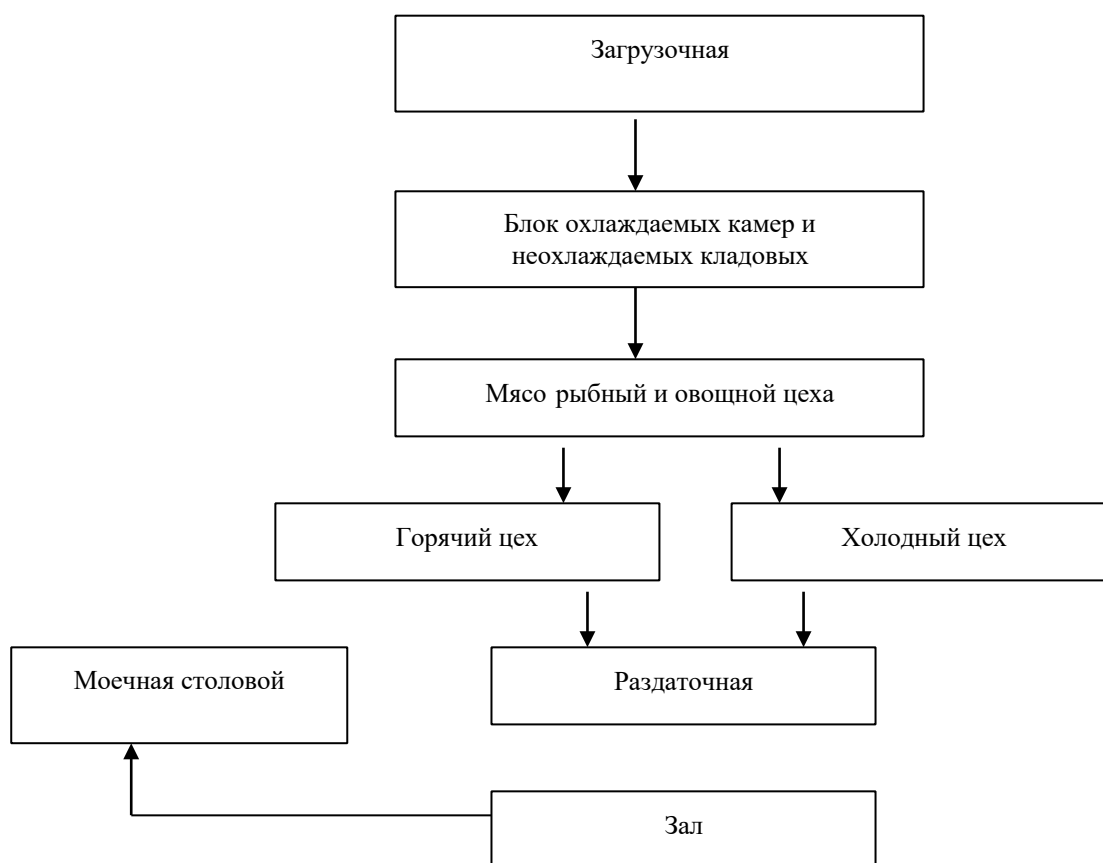 Загрузочная
Блок охлаждаемых камер и
неохлаждаемых кладовых
Мясо рыбный и овощной цеха
Горячий цех
Холодный цех
Моечная столовой
Раздаточная
Зал